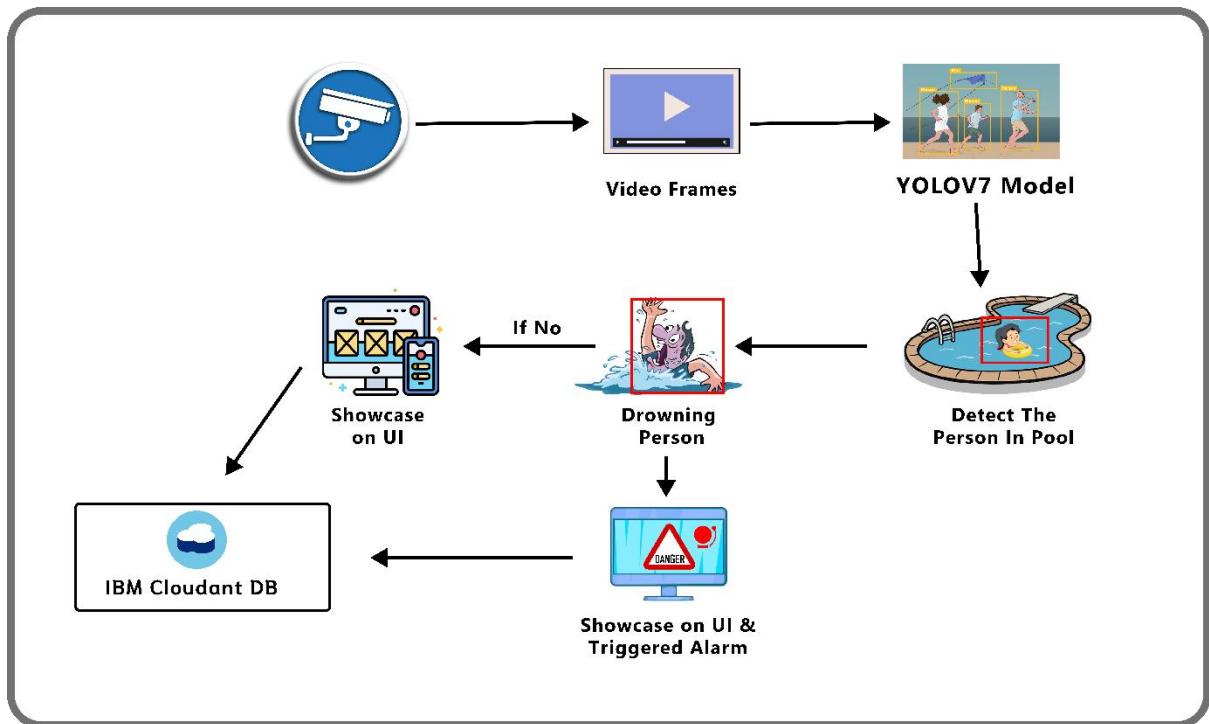 Video Frames
YOLOV7 Model
If No
Showcase
on UI
Drowning
Person
Detect The
Person In Pool
DANGER
IBM Cloudant DB
Showcase on UI &
Triggered Alarm